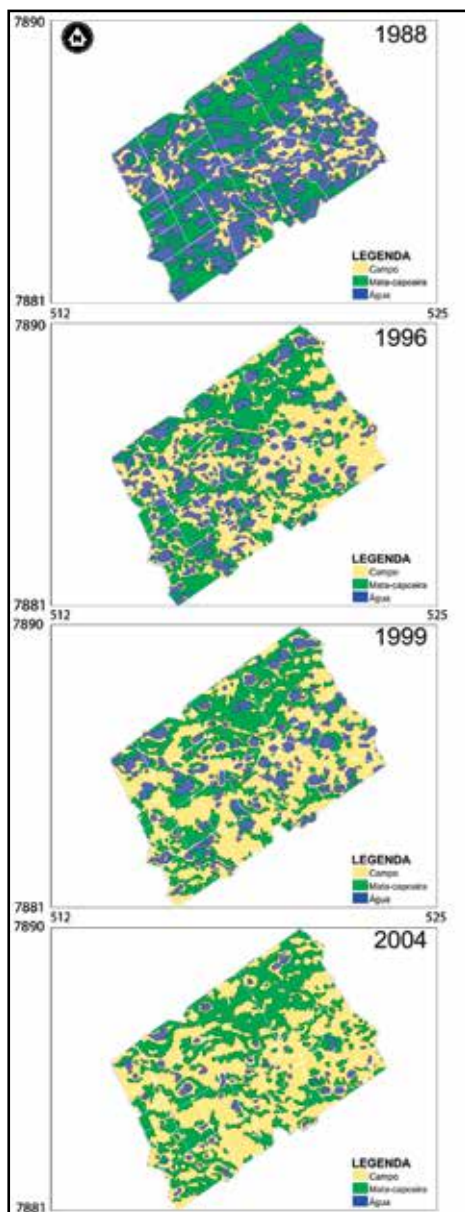 7890
N
1988
LEGENDA
Campo
Mata-capoeira
Água
7881
512 525
7890
1996
LEGENDA
Campo
Mata-capoeira
Água
7881
512 525
7890
1999
LEGENDA
Campo
Mata-capoeira
Água
7881
512 525
7890
2004
LEGENDA
Campo
Mata-capoeira
Água
7881